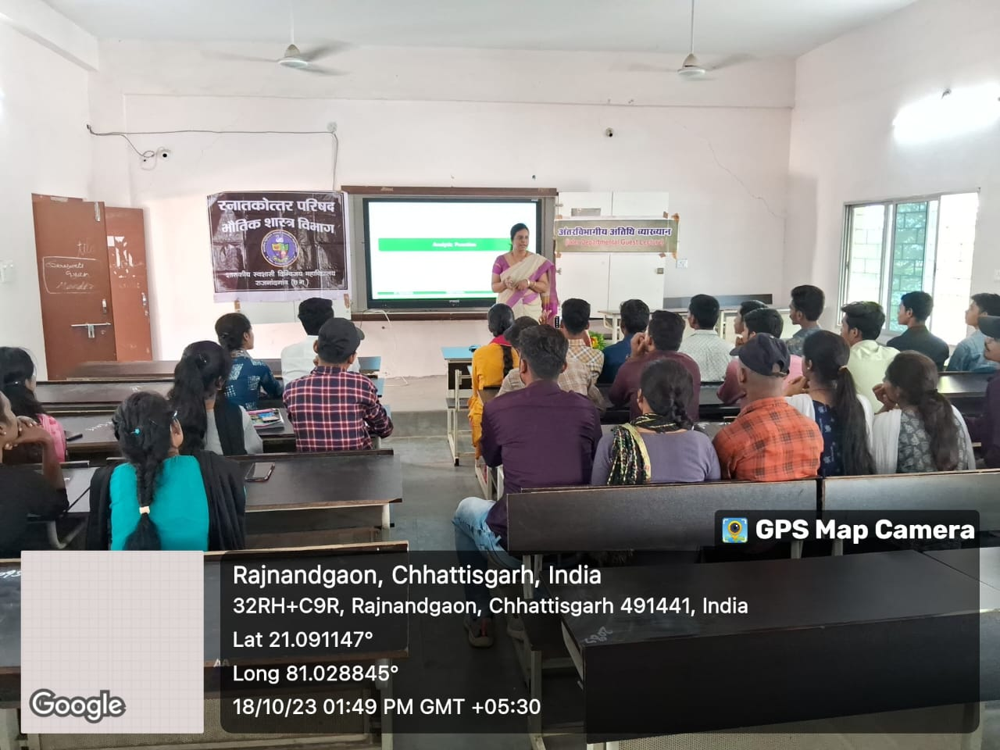 स्नातकोत्तर परिषद
भौतिक शास्त्र विभाग
शासकीय स्वशासी दिग्विजय महाविद्यालय
राजनांदगाँव (छ.ग.)
Analytic Function
अंतरविभागीय अतिथि व्याख्यान
(Inter Departmental Guest Lecture)
GPS Map Camera
Rajnandgaon, Chhattisgarh, India
32RH+C9R, Rajnandgaon, Chhattisgarh 491441, India
Lat 21.091147°
Long 81.028845°
18/10/23 01:49 PM GMT +05:30
Google